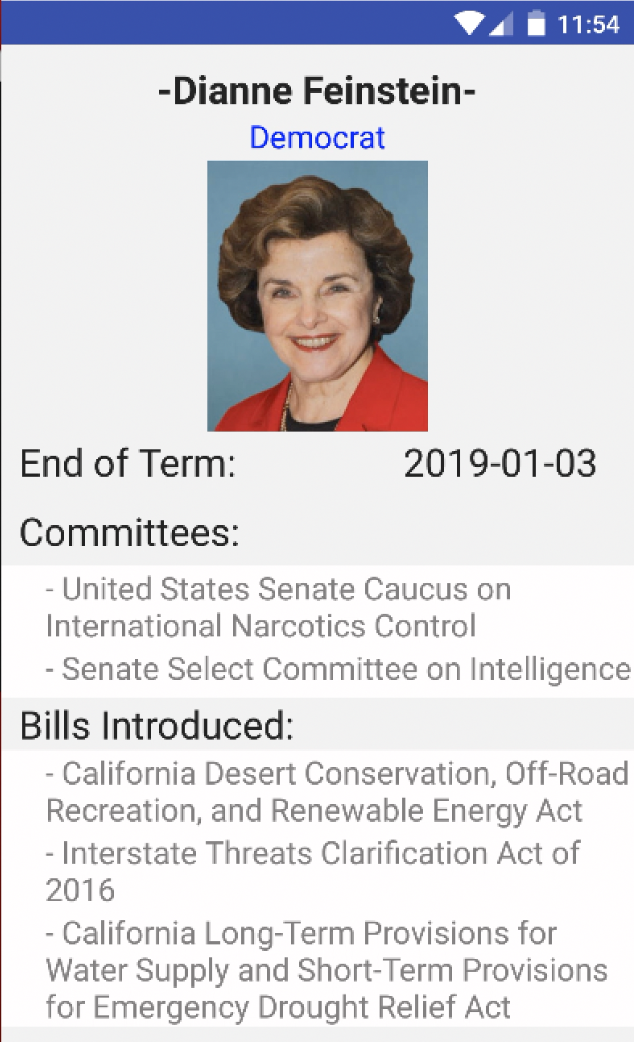 11:54
-Dianne Feinstein-
Democrat
End of Term: 2019-01-03
Committees:
- United States Senate Caucus on
International Narcotics Control
- Senate Select Committee on Intelligence
Bills Introduced:
- California Desert Conservation, Off-Road
Recreation, and Renewable Energy Act
- Interstate Threats Clarification Act of
2016
- California Long-Term Provisions for
Water Supply and Short-Term Provisions
for Emergency Drought Relief Act